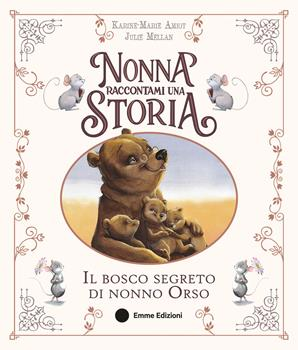 Karine-Marie Amiot
Julie Mellan
Nonna
raccontami una
Storia
Il bosco segreto
di nonno Orso
Emme Edizioni